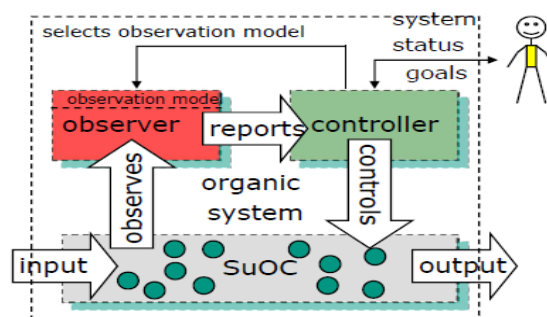 system
selects observation model
status
goals
observation model
observer
reports
controller
observes
controls
organic
system
input
SuOC
output